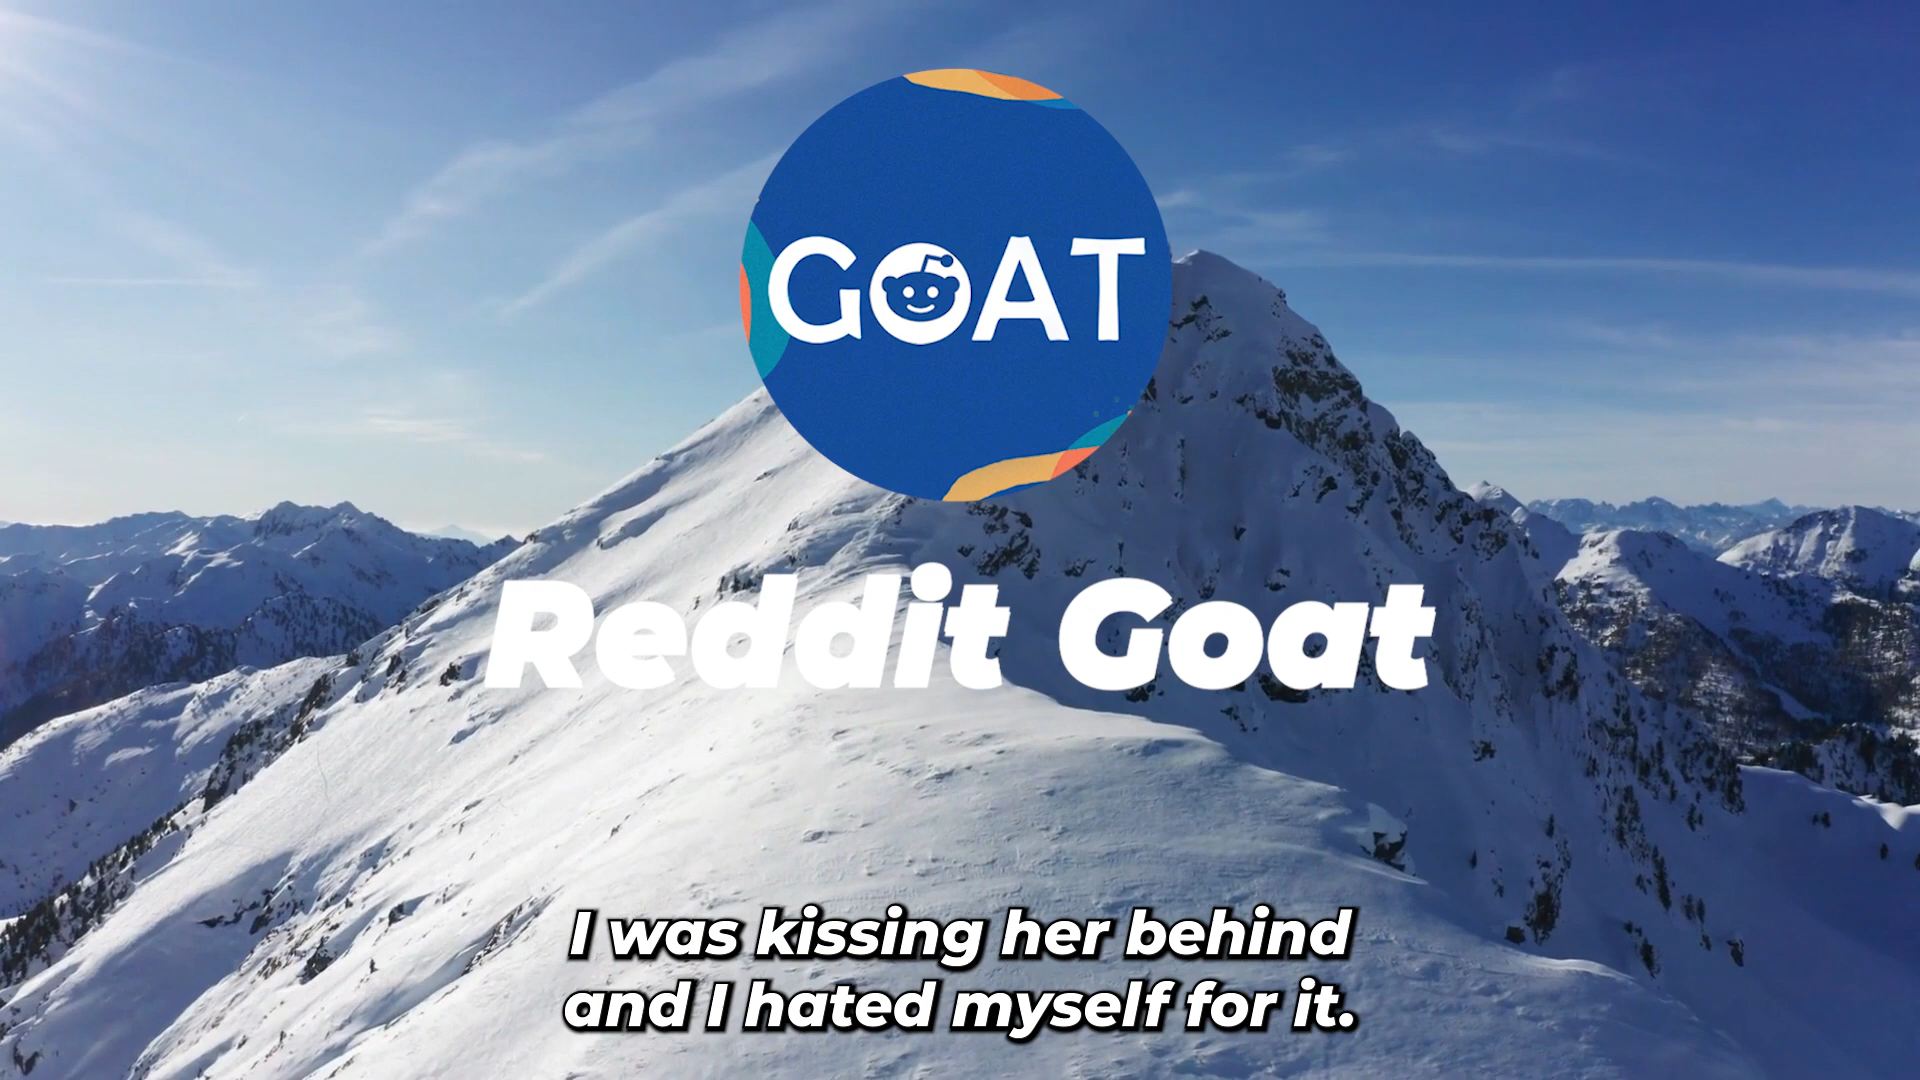 GOAT
Reddit Goat
I was kissing her behind
and I hated myself for it.